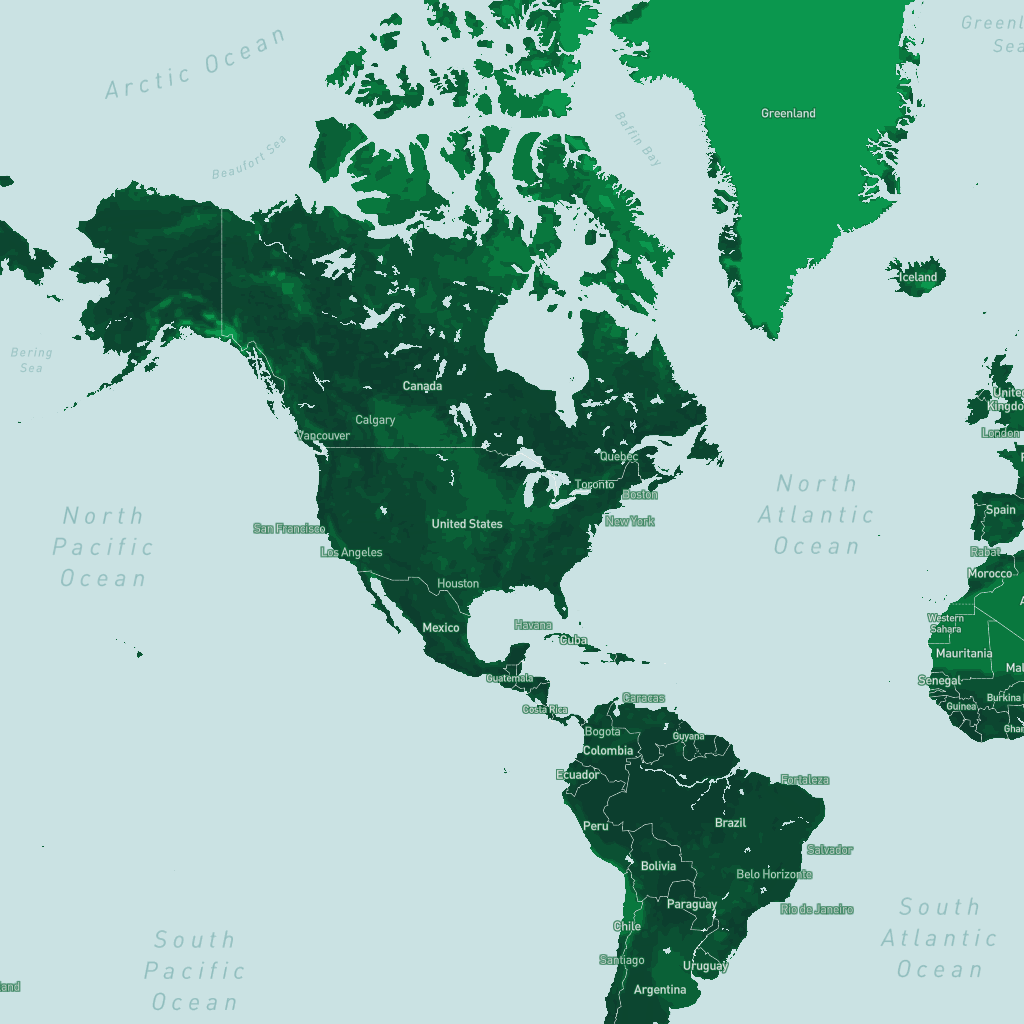 Greenl
Sea
Arctic Ocean
Greenland
Baffin Bay
Beaufort Sea
Iceland
Bering
Sea
Canada
United
Kingdo
Calgary
Vancouver
London
Quebec
Toronto
Boston
North
Atlantic
Ocean
Spain
North
Pacific
Ocean
San Francisco
United States
New York
Los Angeles
Rabat
Morocco
Houston
Western
Sahara
Mexico
Havana
Cuba
Mauritania
Mal
Guatemala
Senegal
Caracas
Burkina
Costa Rica
Guinea
Ghan
Bogota
Guyana
Colombia
Ecuador
Fortaleza
Peru
Brazil
Salvador
Bolivia
Belo Horizonte
Paraguay
Rio de Janeiro
South
Atlantic
Ocean
Chile
South
Pacific
Ocean
Santiago
Uruguay
Argentina
and